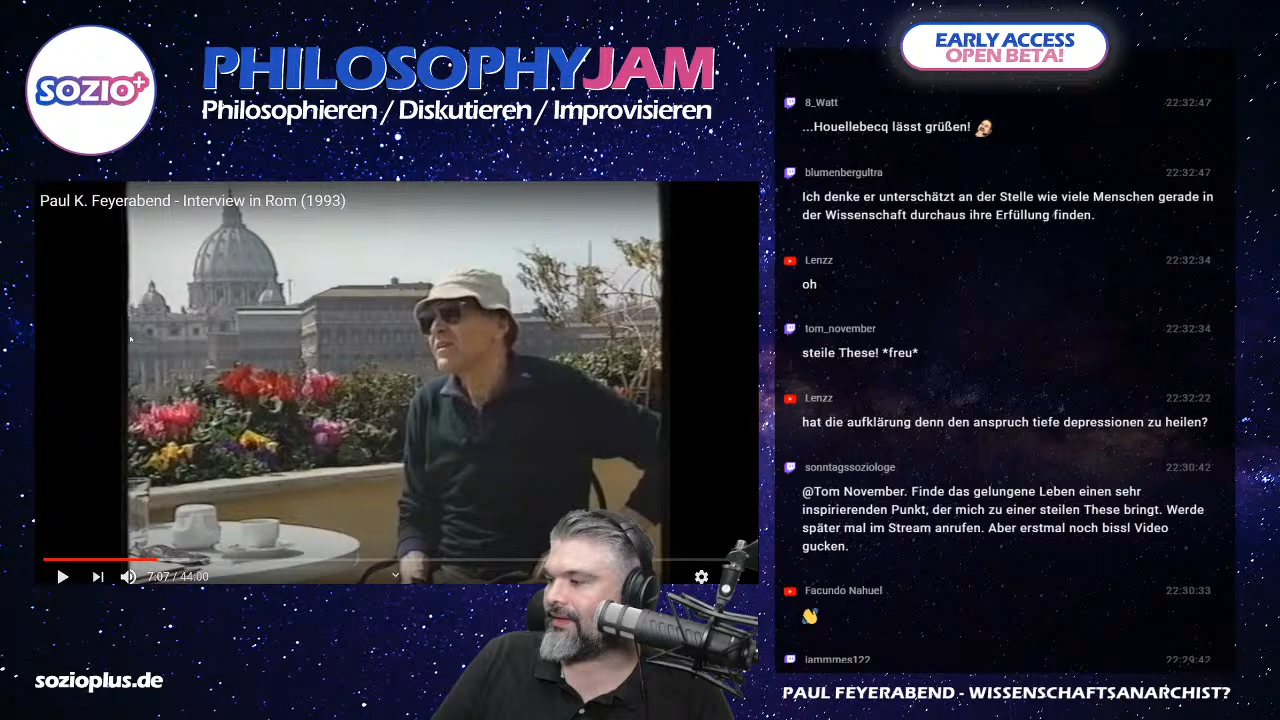 SOZIO+
PHILOSOPHYJAM
Philosophieren / Diskutieren / Improvisieren
EARLY ACCESS
OPEN BETA!
Paul K. Feyerabend - Interview in Rom (1993)
7:07 / 44:00
sozioplus.de
8_Watt 22:32:47
...Houellebecq lässt grüßen!
blumenbergultra 22:32:47
Ich denke er unterschätzt an der Stelle wie viele Menschen gerade in
der Wissenschaft durchaus ihre Erfüllung finden.
Lenzz 22:32:34
oh
tom_november 22:32:34
steile These! *freu*
Lenzz 22:32:22
hat die aufklärung denn den anspruch tiefe depressionen zu heilen?
sonntagssoziologe 22:30:42
@Tom November. Finde das gelungene Leben einen sehr
inspirierenden Punkt, der mich zu einer steilen These bringt. Werde
später mal im Stream anrufen. Aber erstmal noch bissl Video
gucken.
Facundo Nahuel 22:30:33
iammmes122 22:29:42
PAUL FEYERABEND - WISSENSCHAFTSANARCHIST?